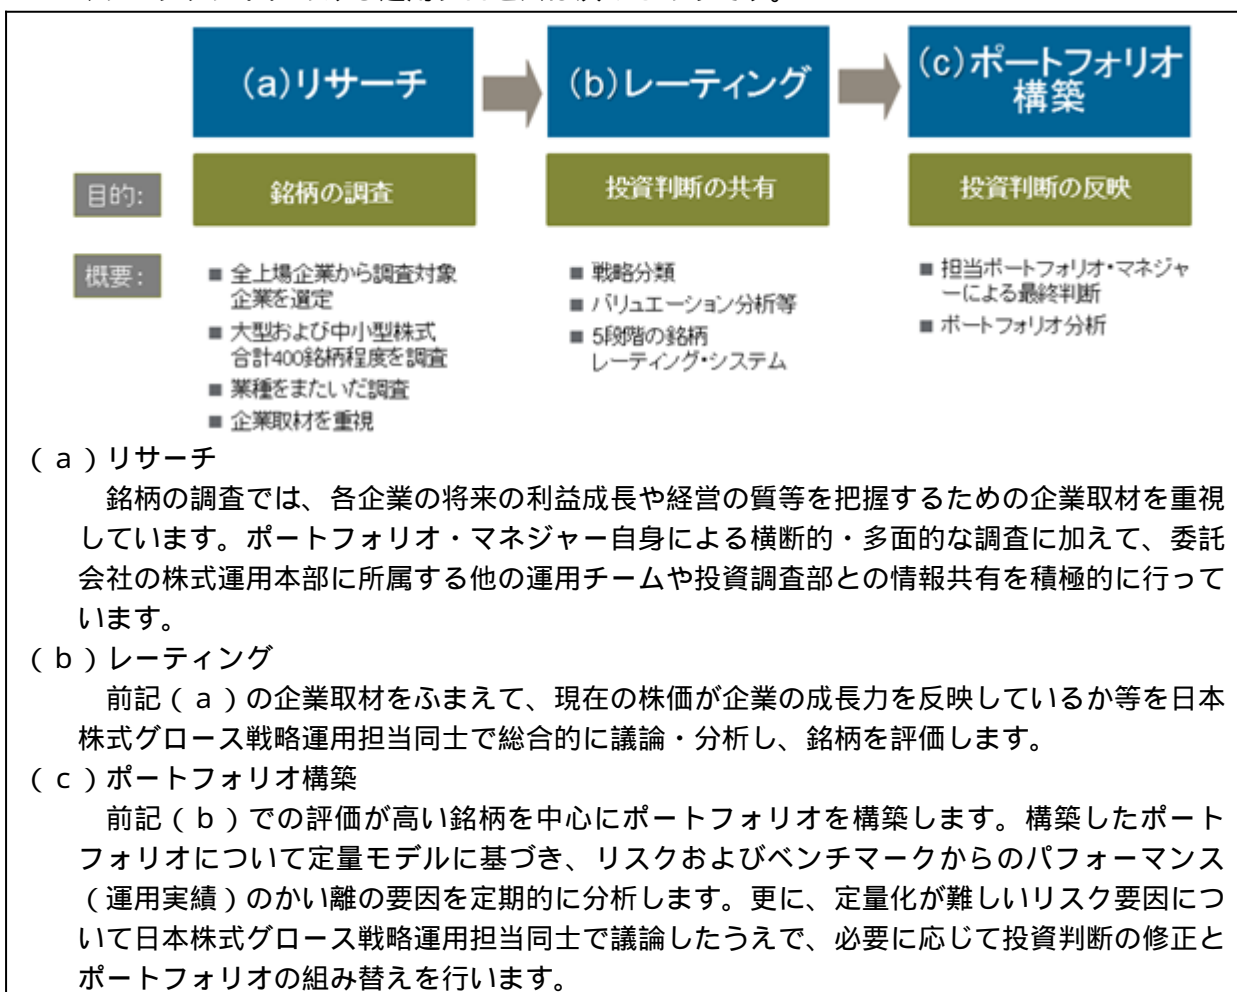 (a)リサーチ
(b)レーティング
(c)ポートフォリオ
構築
目的:
銘柄の調査
投資判断の共有
投資判断の反映
概要:
■ 全上場企業から調査対象
企業を選定
■ 大型および中小型株式
合計400銘柄程度を調査
■ 業種をまたいだ調査
■ 企業取材を重視
■ 戦略分類
■ バリュエーション分析等
■ 5段階の銘柄
レーティング・システム
■ 担当ポートフォリオ・マネジャ
ーによる最終判断
■ ポートフォリオ分析
(a)リサーチ
銘柄の調査では、各企業の将来の利益成長や経営の質等を把握するための企業取材を重視
しています。ポートフォリオ・マネジャー自身による横断的・多面的な調査に加えて、委託
会社の株式運用本部に所属する他の運用チームや投資調査部との情報共有を積極的に行って
います。
(b)レーティング
前記(a)の企業取材をふまえて、現在の株価が企業の成長力を反映しているか等を日本
株式グロース戦略運用担当同士で総合的に議論・分析し、銘柄を評価します。
(c)ポートフォリオ構築
前記(b)での評価が高い銘柄を中心にポートフォリオを構築します。構築したポート
フォリオについて定量モデルに基づき、リスクおよびベンチマークからのパフォーマンス
(運用実績)のかい離の要因を定期的に分析します。更に、定量化が難しいリスク要因につ
いて日本株式グロース戦略運用担当同士で議論したうえで、必要に応じて投資判断の修正と
ポートフォリオの組み替えを行います。